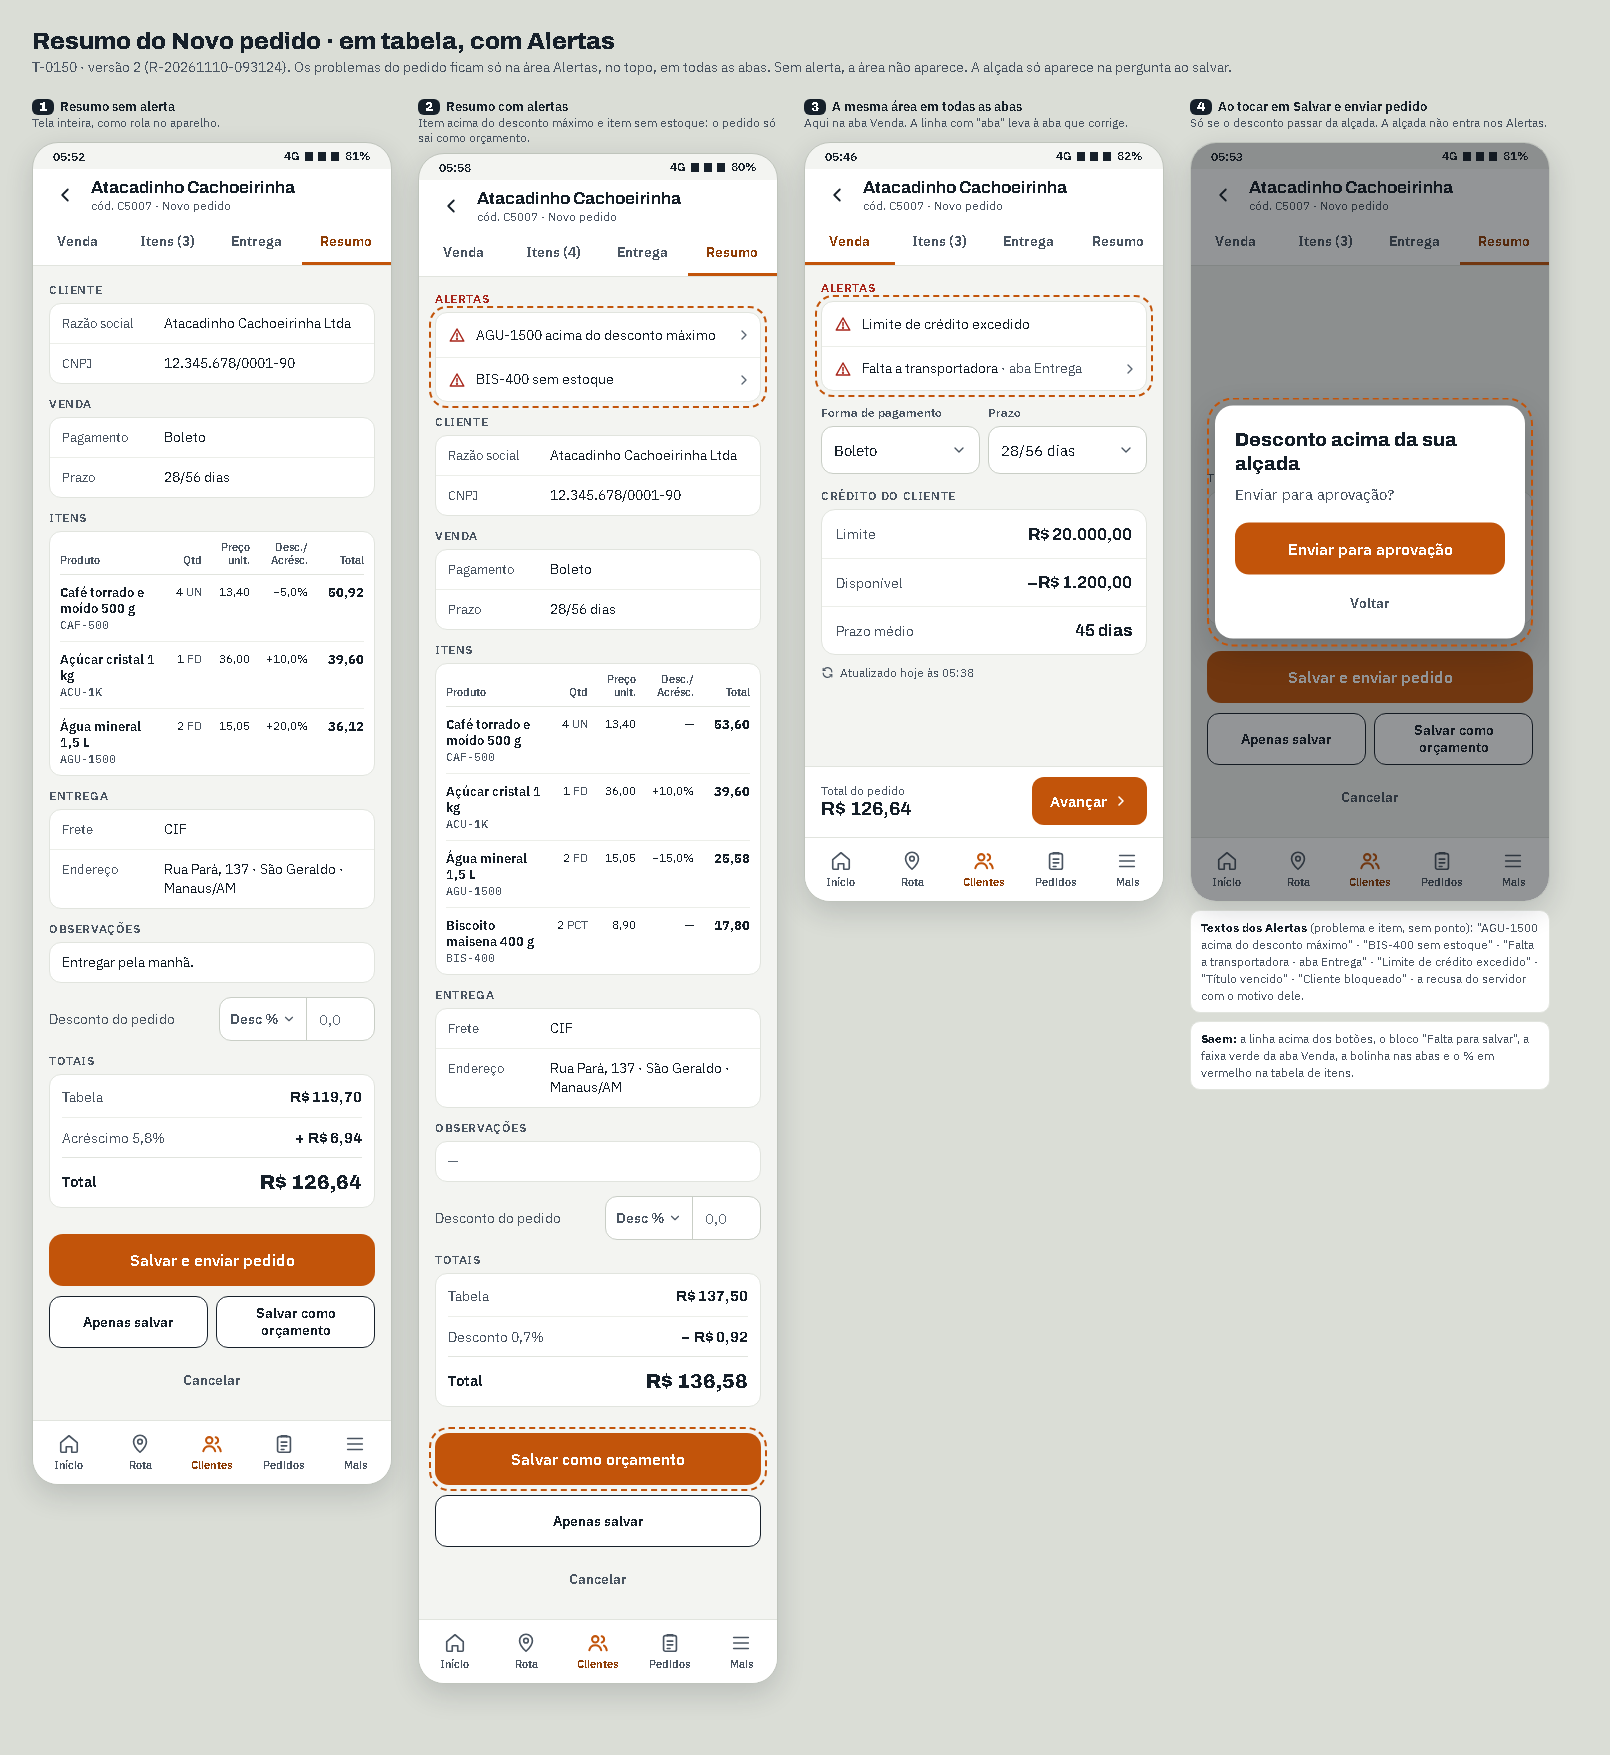 Resumo do Novo pedido · em tabela, com Alertas
T-0150 · versão 2 (R-20261110-093124). Os problemas do pedido ficam só na área Alertas, no topo, em todas as abas. Sem alerta, a área não aparece. A alçada só aparece na pergunta ao salvar.
1 Resumo sem alerta
Tela inteira, como rola no aparelho.
05:52 4G 81%
Atacadinho Cachoeirinha
cód. C5007 · Novo pedido
Venda Itens (3) Entrega Resumo
CLIENTE
Razão social Atacadinho Cachoeirinha Ltda
CNPJ 12.345.678/0001-90
VENDA
Pagamento Boleto
Prazo 28/56 dias
ITENS
Produto Qtd Preço unit. Desc./ Acrésc. Total
Café torrado e 4 UN 13,40 −5,0% 50,92
moído 500 g
CAF-500
Açúcar cristal 1 1 FD 36,00 +10,0% 39,60
kg
ACU-1K
Água mineral 2 FD 15,05 +20,0% 36,12
1,5 L
AGU-1500
ENTREGA
Frete CIF
Endereço Rua Pará, 137 · São Geraldo ·
Manaus/AM
OBSERVAÇÕES
Entregar pela manhã.
Desconto do pedido Desc % 0,0
TOTAIS
Tabela R$ 119,70
Acréscimo 5,8% + R$ 6,94
Total R$ 126,64
Salvar e enviar pedido
Apenas salvar Salvar como
orçamento
Cancelar
Início Rota Clientes Pedidos Mais
2 Resumo com alertas
Item acima do desconto máximo e item sem estoque: o pedido só
sai como orçamento.
05:58 4G 80%
Atacadinho Cachoeirinha
cód. C5007 · Novo pedido
Venda Itens (4) Entrega Resumo
ALERTAS
AGU-1500 acima do desconto máximo
BIS-400 sem estoque
CLIENTE
Razão social Atacadinho Cachoeirinha Ltda
CNPJ 12.345.678/0001-90
VENDA
Pagamento Boleto
Prazo 28/56 dias
ITENS
Produto Qtd Preço unit. Desc./ Acrésc. Total
Café torrado e 4 UN 13,40 — 53,60
moído 500 g
CAF-500
Açúcar cristal 1 1 FD 36,00 +10,0% 39,60
kg
ACU-1K
Água mineral 2 FD 15,05 −15,0% 25,58
1,5 L
AGU-1500
Biscoito 2 PCT 8,90 — 17,80
maisena 400 g
BIS-400
ENTREGA
Frete CIF
Endereço Rua Pará, 137 · São Geraldo ·
Manaus/AM
OBSERVAÇÕES
—
Desconto do pedido Desc % 0,0
TOTAIS
Tabela R$ 137,50
Desconto 0,7% − R$ 0,92
Total R$ 136,58
Salvar como orçamento
Apenas salvar
Cancelar
Início Rota Clientes Pedidos Mais
3 A mesma área em todas as abas
Aqui na aba Venda. A linha com "aba" leva à aba que corrige.
05:46 4G 82%
Atacadinho Cachoeirinha
cód. C5007 · Novo pedido
Venda Itens (3) Entrega Resumo
ALERTAS
Limite de crédito excedido
Falta a transportadora · aba Entrega
Forma de pagamento Prazo
Boleto 28/56 dias
CRÉDITO DO CLIENTE
Limite R$ 20.000,00
Disponível −R$ 1.200,00
Prazo médio 45 dias
Atualizado hoje às 05:38
Total do pedido
R$ 126,64 Avançar
Início Rota Clientes Pedidos Mais
4 Ao tocar em Salvar e enviar pedido
Só se o desconto passar da alçada. A alçada não entra nos Alertas.
05:53 4G 81%
Atacadinho Cachoeirinha
cód. C5007 · Novo pedido
Venda Itens (3) Entrega Resumo
Desconto acima da sua
alçada
Enviar para aprovação?
Enviar para aprovação
Voltar
Salvar e enviar pedido
Apenas salvar Salvar como
orçamento
Cancelar
Início Rota Clientes Pedidos Mais
Textos dos Alertas (problema e item, sem ponto): "AGU-1500
acima do desconto máximo" · "BIS-400 sem estoque" · "Falta
a transportadora · aba Entrega" · "Limite de crédito excedido" ·
"Título vencido" · "Cliente bloqueado" · a recusa do servidor
com o motivo dele.
Saem: a linha acima dos botões, o bloco "Falta para salvar", a
faixa verde da aba Venda, a bolinha nas abas e o % em
vermelho na tabela de itens.